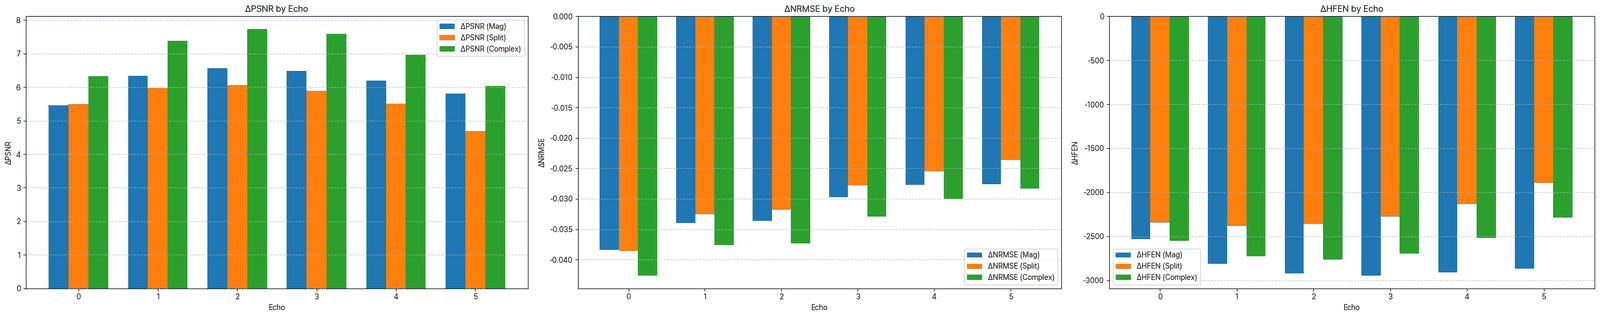 ΔPSNR by Echo
ΔPSNR
8
7
6
5
4
3
2
1
0
0 1 2 3 4 5
Echo
ΔPSNR (Mag)
ΔPSNR (Split)
ΔPSNR (Complex)
ΔNRMSE by Echo
ΔNRMSE
0.000
-0.005
-0.010
-0.015
-0.020
-0.025
-0.030
-0.035
-0.040
0 1 2 3 4 5
Echo
ΔNRMSE (Mag)
ΔNRMSE (Split)
ΔNRMSE (Complex)
ΔHFEN by Echo
ΔHFEN
0
-500
-1000
-1500
-2000
-2500
-3000
0 1 2 3 4 5
Echo
ΔHFEN (Mag)
ΔHFEN (Split)
ΔHFEN (Complex)